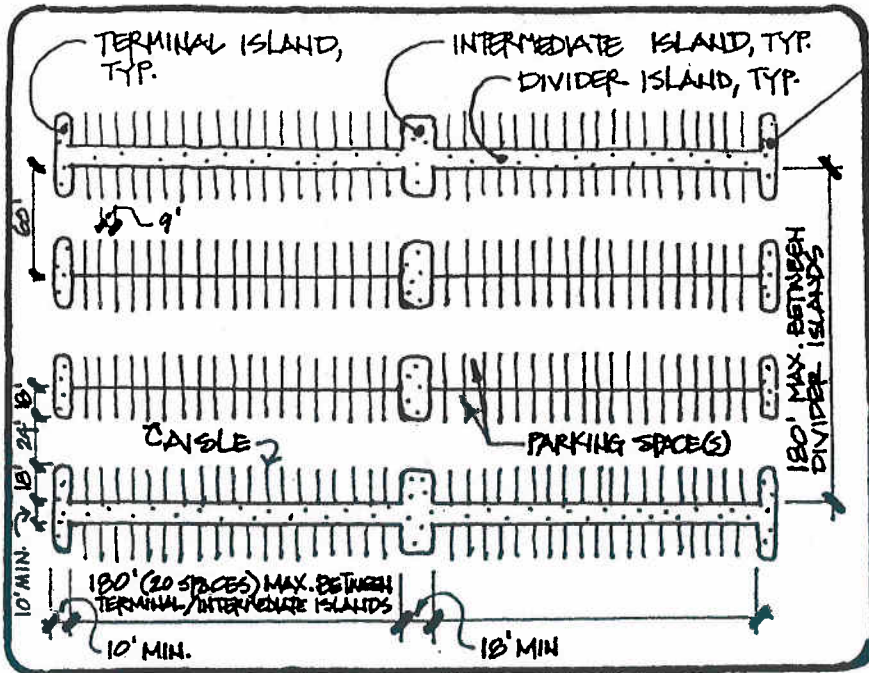 TERMINAL ISLAND,
TYP.
INTERMEDIATE ISLAND, TYP.
DIVIDER ISLAND, TYP.
60'
9'
180' MAX. BETWEEN
DIVIDER ISLANDS
18'
24'
18'
10' MIN.
CAISLE
PARKING SPACE(S)
180' (20 SPACES) MAX. BETWEEN
TERMINAL/INTERMEDIATE ISLANDS
10' MIN.
18' MIN